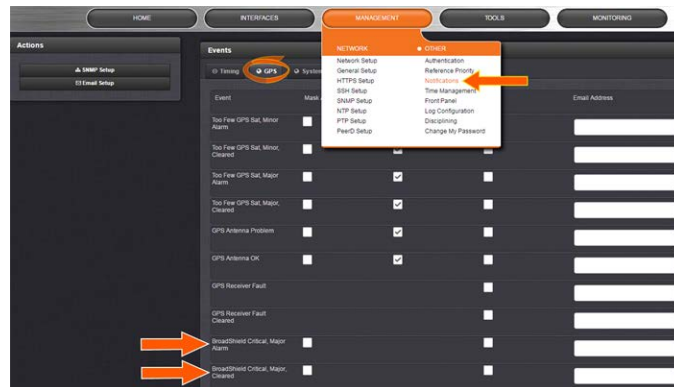 HOME
INTERFACES
MANAGEMENT
TOOLS
MONITORING
Actions
SNMP Setup
Email Setup
Events
Timing
GPS
System
NETWORK
Network Setup
General Setup
HTTPS Setup
SSH Setup
SNMP Setup
NTP Setup
PTP Setup
PeerD Setup
OTHER
Authentication
Reference Priority
Notifications
Time Management
Front Panel
Log Configuration
Disciplining
Change My Password
Event
Mask
Email Address
Too Few GPS Sat, Minor
Alarm
Too Few GPS Sat, Minor,
Cleared
Too Few GPS Sat, Major
Alarm
Too Few GPS Sat, Major,
Cleared
GPS Antenna Problem
GPS Antenna OK
GPS Receiver Fault
GPS Receiver Fault
Cleared
BroadShield Critical, Major
Alarm
BroadShield Critical, Major,
Cleared